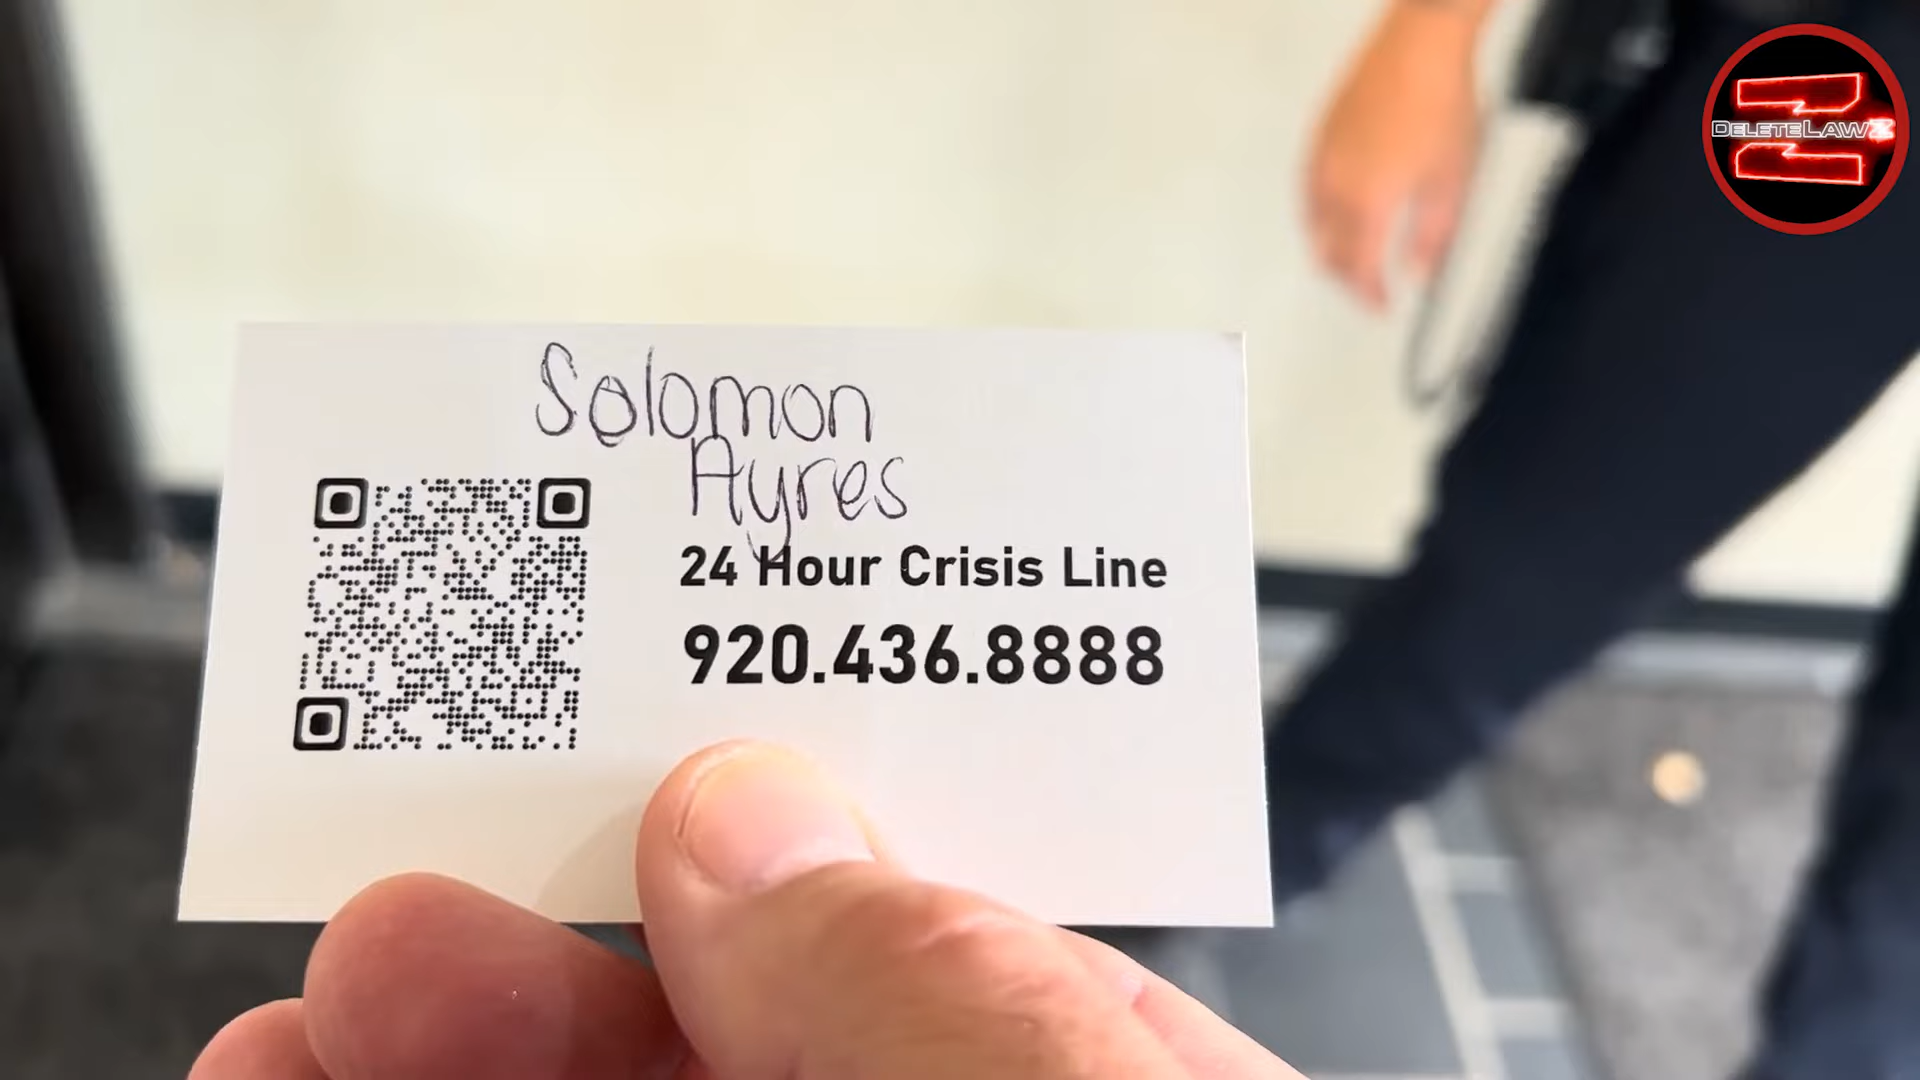 DELETELAWZ
Solomon
Ayres
24 Hour Crisis Line
920.436.8888